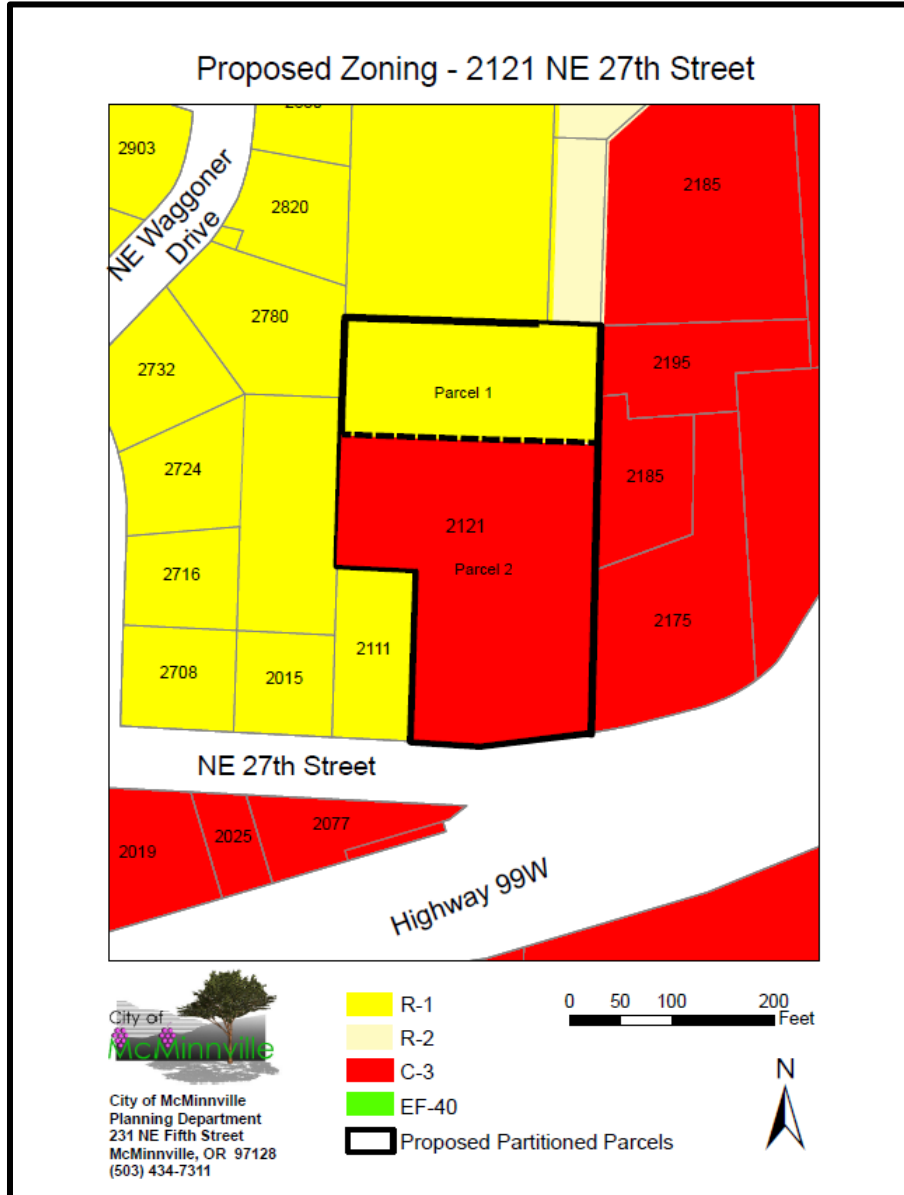 Proposed Zoning - 2121 NE 27th Street
2903
NE Waggoner
Drive
2820
2185
2780
2732
2195
Parcel 1
2724
2185
2121
2716
Parcel 2
2111
2175
2708
2015
NE 27th Street
2077
2025
2019
Highway 99W
City of
McMinnville
City of McMinnville
Planning Department
231 NE Fifth Street
McMinnville, OR 97128
(503) 434-7311
R-1
R-2
C-3
EF-40
Proposed Partitioned Parcels
0 50 100 200
Feet
N